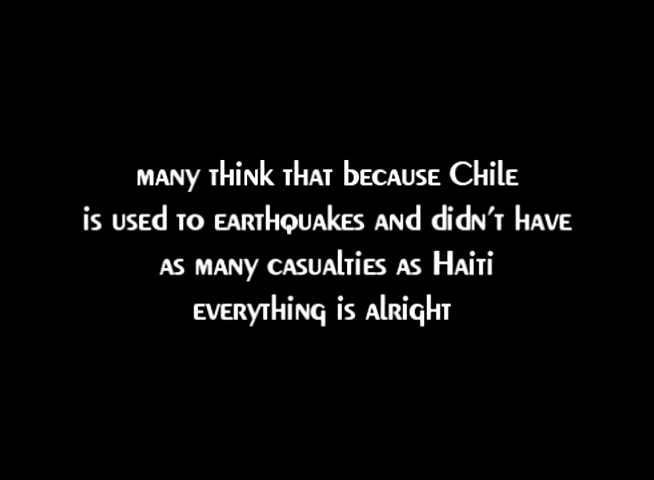 many think that because Chile
is used to earthquakes and didn't have
as many casualties as Haiti
everything is alright